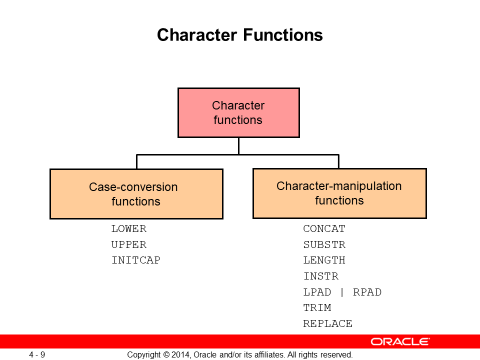 Character Functions
Character
functions
Case-conversion
functions
Character-manipulation
functions
LOWER
UPPER
INITCAP
CONCAT
SUBSTR
LENGTH
INSTR
LPAD | RPAD
TRIM
REPLACE
ORACLE®
4 - 9
Copyright © 2014, Oracle and/or its affiliates. All rights reserved.